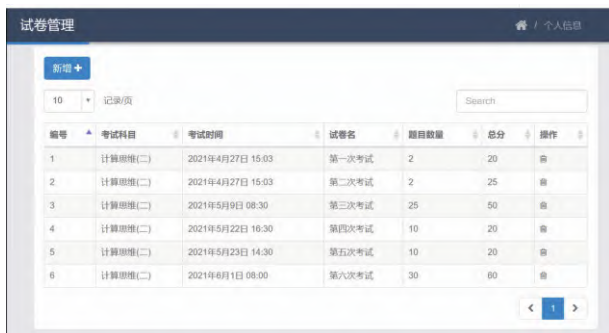 试卷管理 / 个人信息
新增 +
10 记录/页 Search
编号 考试科目 考试时间 试卷名 题目数量 总分 操作
1 计算思维(二) 2021年4月27日 15:03 第一次考试 2 20
2 计算思维(二) 2021年4月27日 15:03 第二次考试 2 25
3 计算思维(二) 2021年5月9日 08:30 第三次考试 25 50
4 计算思维(二) 2021年5月22日 16:30 第四次考试 10 20
5 计算思维(二) 2021年5月23日 14:30 第五次考试 10 20
6 计算思维(二) 2021年6月1日 08:00 第六次考试 30 60
1